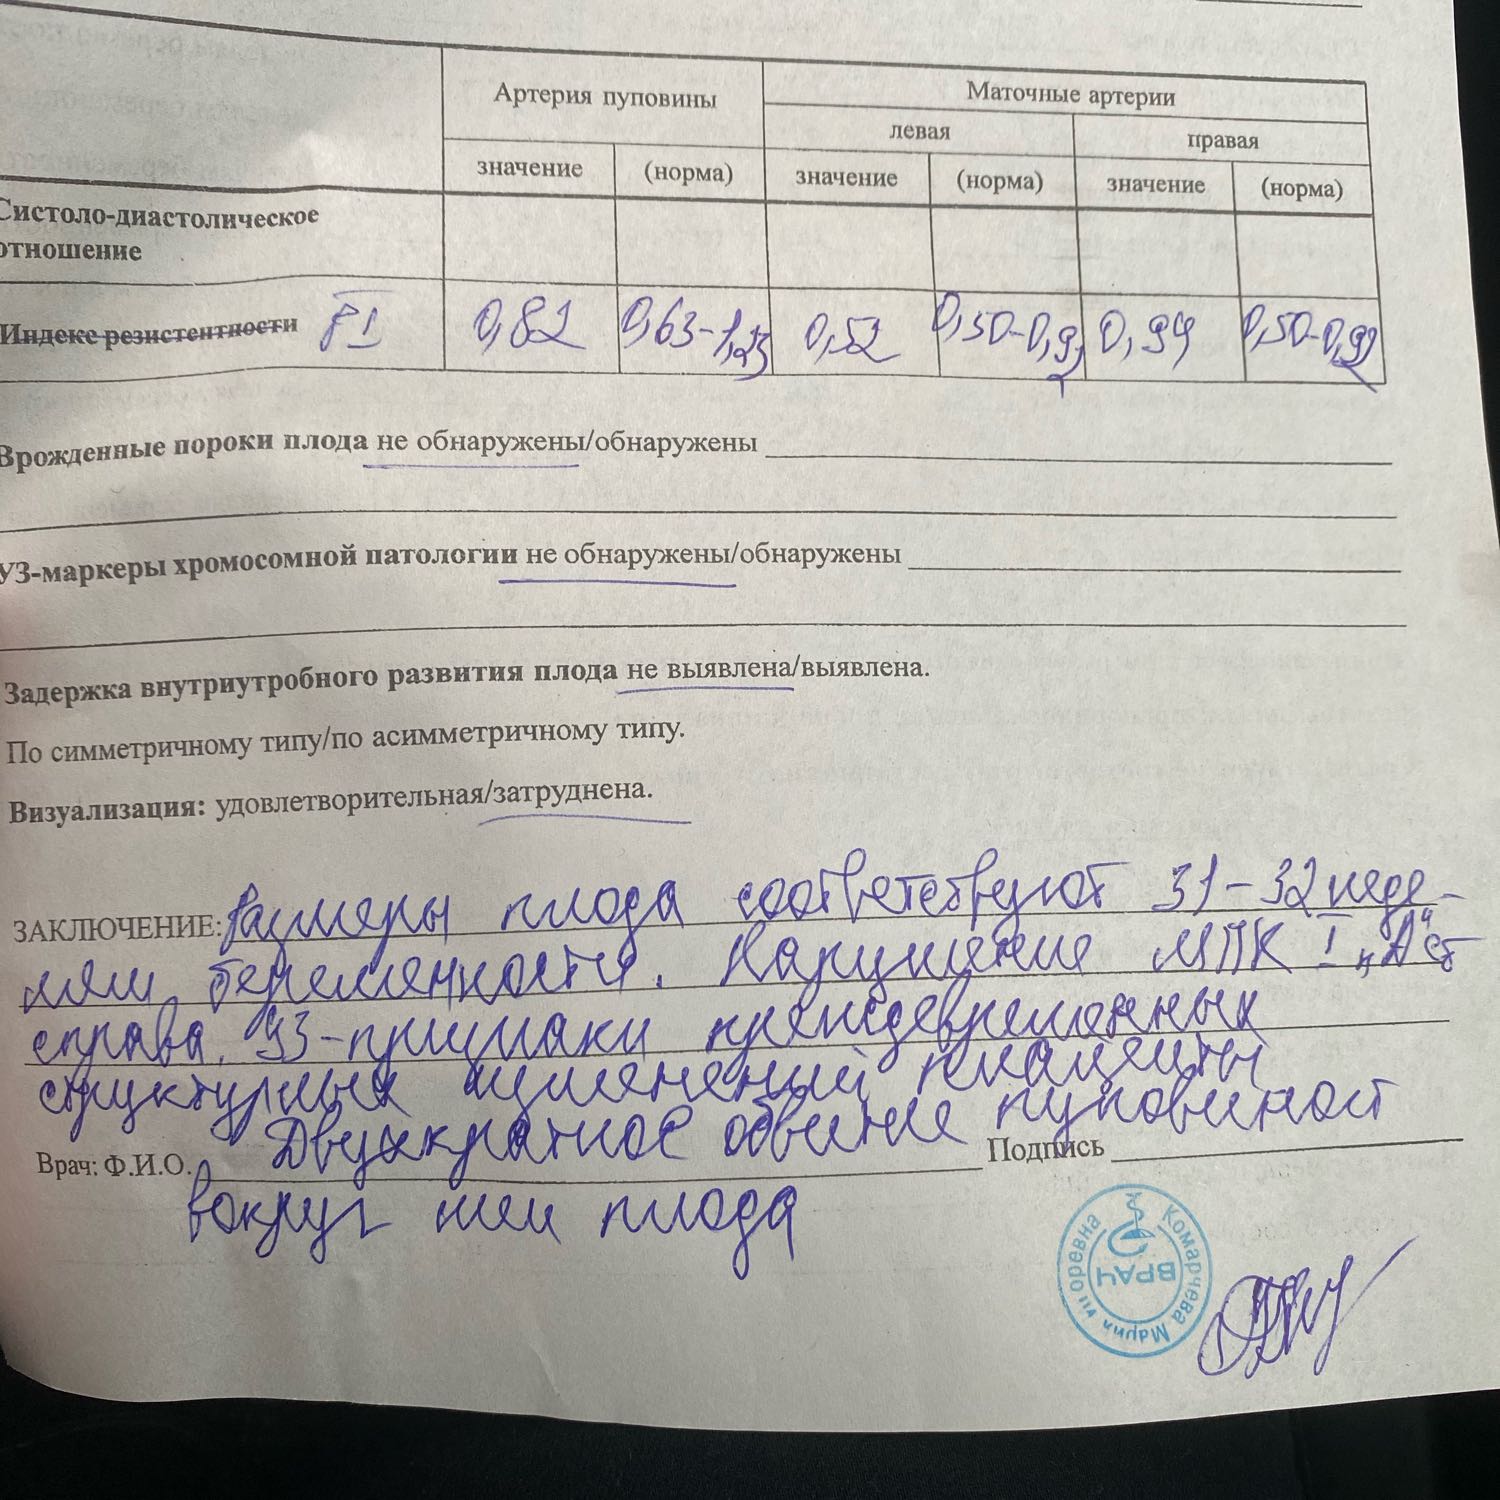 Артерия пуповины
Маточные артерии
левая
правая
значение (норма) значение (норма) значение (норма)
Систоло-диастолическое
отношение
Индекс резистентности PI 0,82 0,63-1,23 0,52 0,50-0,92 0,94 0,50-0,92
Врожденные пороки плода не обнаружены/обнаружены
УЗ-маркеры хромосомной патологии не обнаружены/обнаружены
Задержка внутриутробного развития плода не выявлена/выявлена.
По симметричному типу/по асимметричному типу.
Визуализация: удовлетворительная/затруднена.
ЗАКЛЮЧЕНИЕ: Размеры плода соответствуют 31-32 неде-
лям беременности. Нарушение МПК I „А" ст
справа. УЗ-признаки преждевременных
структурных изменений плаценты
Двухкратное обвитие пуповиной
Врач: Ф.И.О. Подпись
вокруг шеи плода
Комарчева Мария Игоревна
ВРАЧ